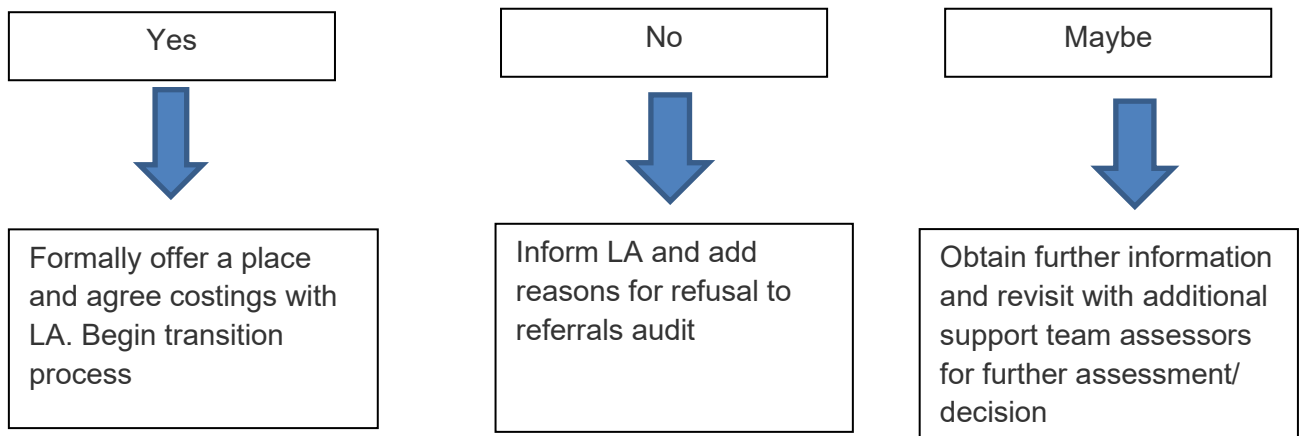 Yes
No
Maybe
Formally offer a place
and agree costings with
LA. Begin transition
process
Inform LA and add
reasons for refusal to
referrals audit
Obtain further information
and revisit with additional
support team assessors
for further assessment/
decision